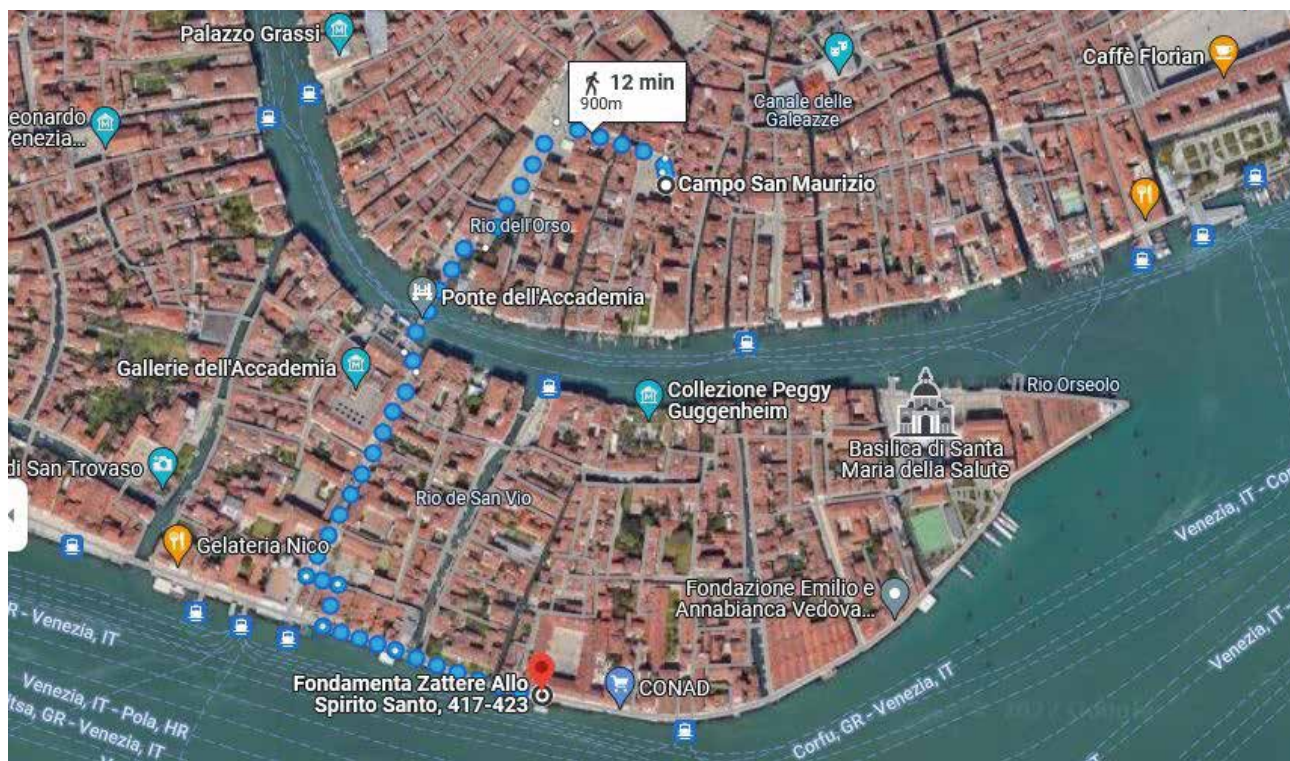 Palazzo Grassi
12 min
900m
Caffè Florian
Canale delle
Galeazze
eonardo
Venezia...
Campo San Maurizio
Rio dell'Orso
Ponte dell'Accademia
Gallerie dell'Accademia
Collezione Peggy
Guggenheim
Rio Orseolo
Basilica di Santa
Maria della Salute
di San Trovaso
Rio de San Vio
Venezia, IT - Co
Gelateria Nico
Fondazione Emilio e
Annabianca Vedova...
R - Venezia, IT
Venezia, IT
Fondamenta Zattere Allo
Spirito Santo, 417-423
CONAD
Venezia, IT - Pola, HR
itsa, GR - Venezia, IT
Corfu, GR - Venezia, IT